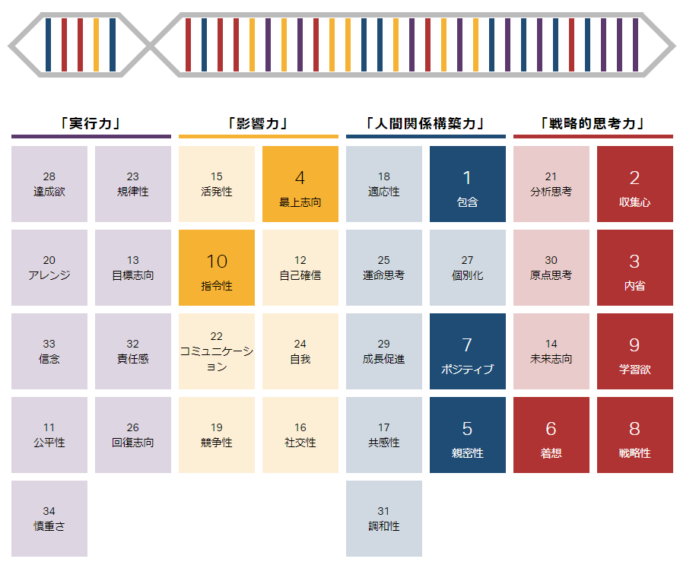 「実行力」
「影響力」
「人間関係構築力」
「戦略的思考力」
28
達成欲
23
規律性
15
活発性
4
最上志向
18
適応性
1
包含
21
分析思考
2
収集心
20
アレンジ
13
目標志向
10
指令性
12
自己確信
25
運命思考
27
個別化
30
原点思考
3
内省
33
信念
32
責任感
22
コミュニケーシ
ョン
24
自我
29
成長促進
7
ポジティブ
14
未来志向
9
学習欲
11
公平性
26
回復志向
19
競争性
16
社交性
17
共感性
5
親密性
6
着想
8
戦略性
34
慎重さ
31
調和性